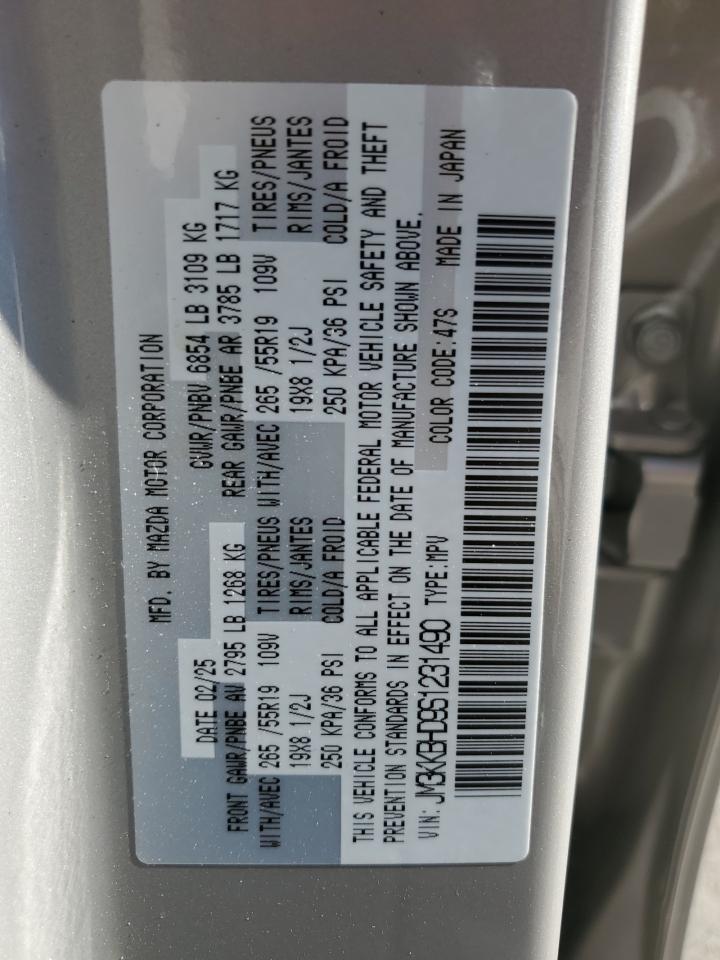 MFD. BY MAZDA MOTOR CORPORATION
DATE 02/25 GVWR/PNBV 6854 LB 3109 KG
FRONT GAWR/PNBE AV 2795 LB 1268 KG REAR GAWR/PNBE AR 3785 LB 1717 KG
WITH/AVEC 265 /55R19 109V TIRES/PNEUS WITH/AVEC 265 /55R19 109V TIRES/PNEUS
19X8 1/2J RIMS/JANTES 19X8 1/2J RIMS/JANTES
250 KPA/36 PSI COLD/A FROID 250 KPA/36 PSI COLD/A FROID
THIS VEHICLE CONFORMS TO ALL APPLICABLE FEDERAL MOTOR VEHICLE SAFETY AND THEFT
PREVENTION STANDARDS IN EFFECT ON THE DATE OF MANUFACTURE SHOWN ABOVE.
VIN: JM3KKBHD9S1231490 TYPE:MPV COLOR CODE:47S MADE IN JAPAN